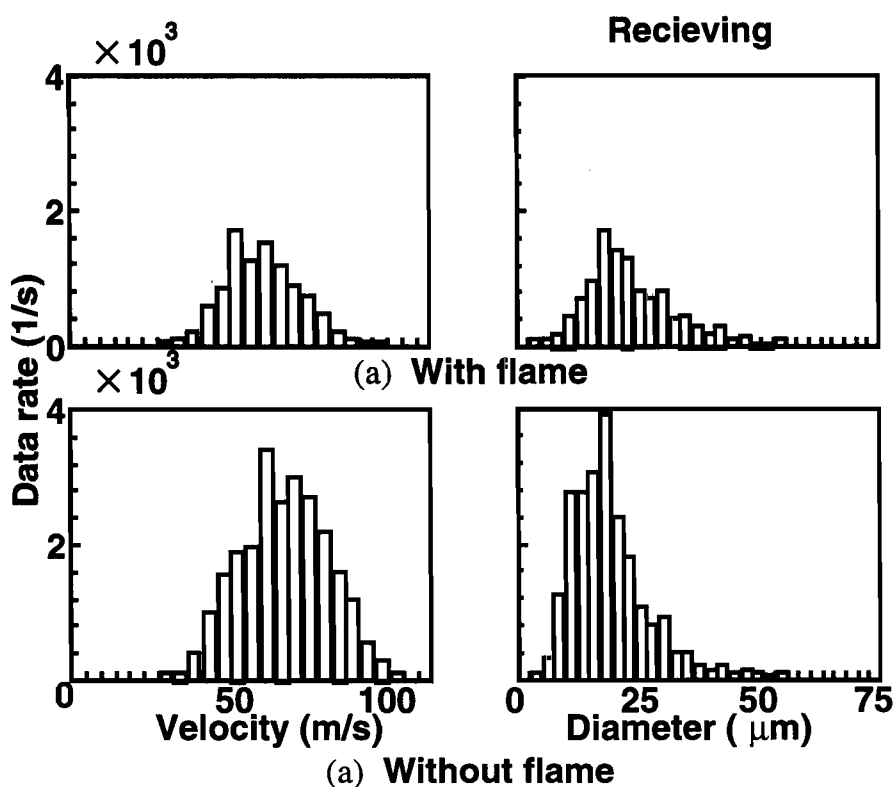 Recieving
× 10³
4
2
0
(a) With flame
× 10³
4
2
Data rate (1/s)
0 50 100 0 25 50 75
Velocity (m/s) Diameter ( μm)
(a) Without flame